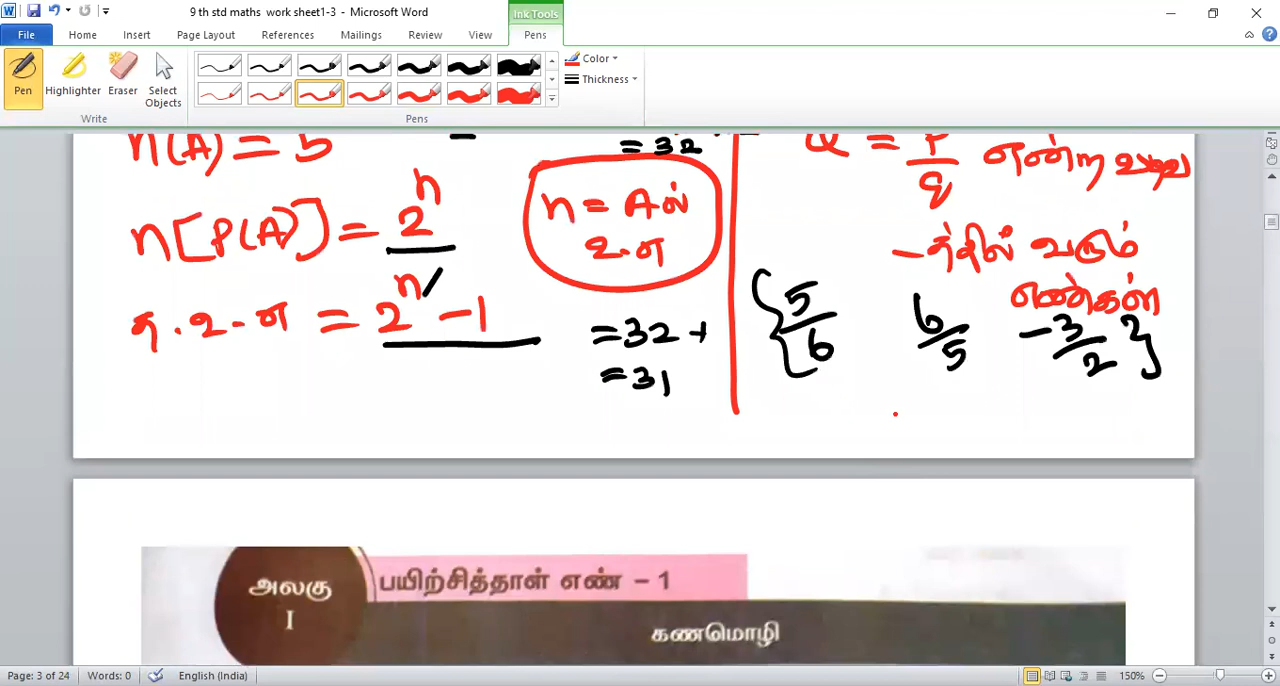 9 th std maths work sheet1-3 - Microsoft Word
Ink Tools
File Home Insert Page Layout References Mailings Review View Pens
Pen Highlighter Eraser Select Objects
Color
Thickness
Write Pens
n(A) = 5
= 32
n[P(A)] = 2^n
n = Aல்
உ.எ
த.உ.எ = 2^n - 1
= 32
= 31
Q = P/q என்ற வடிவ
-த்தில் வரும்
எண்கள்
{5/6 6/5 -3/2}
அலகு
I
பயிற்சித்தாள் எண் – 1
கணமொழி
Page: 3 of 24 Words: 0 English (India) 150%